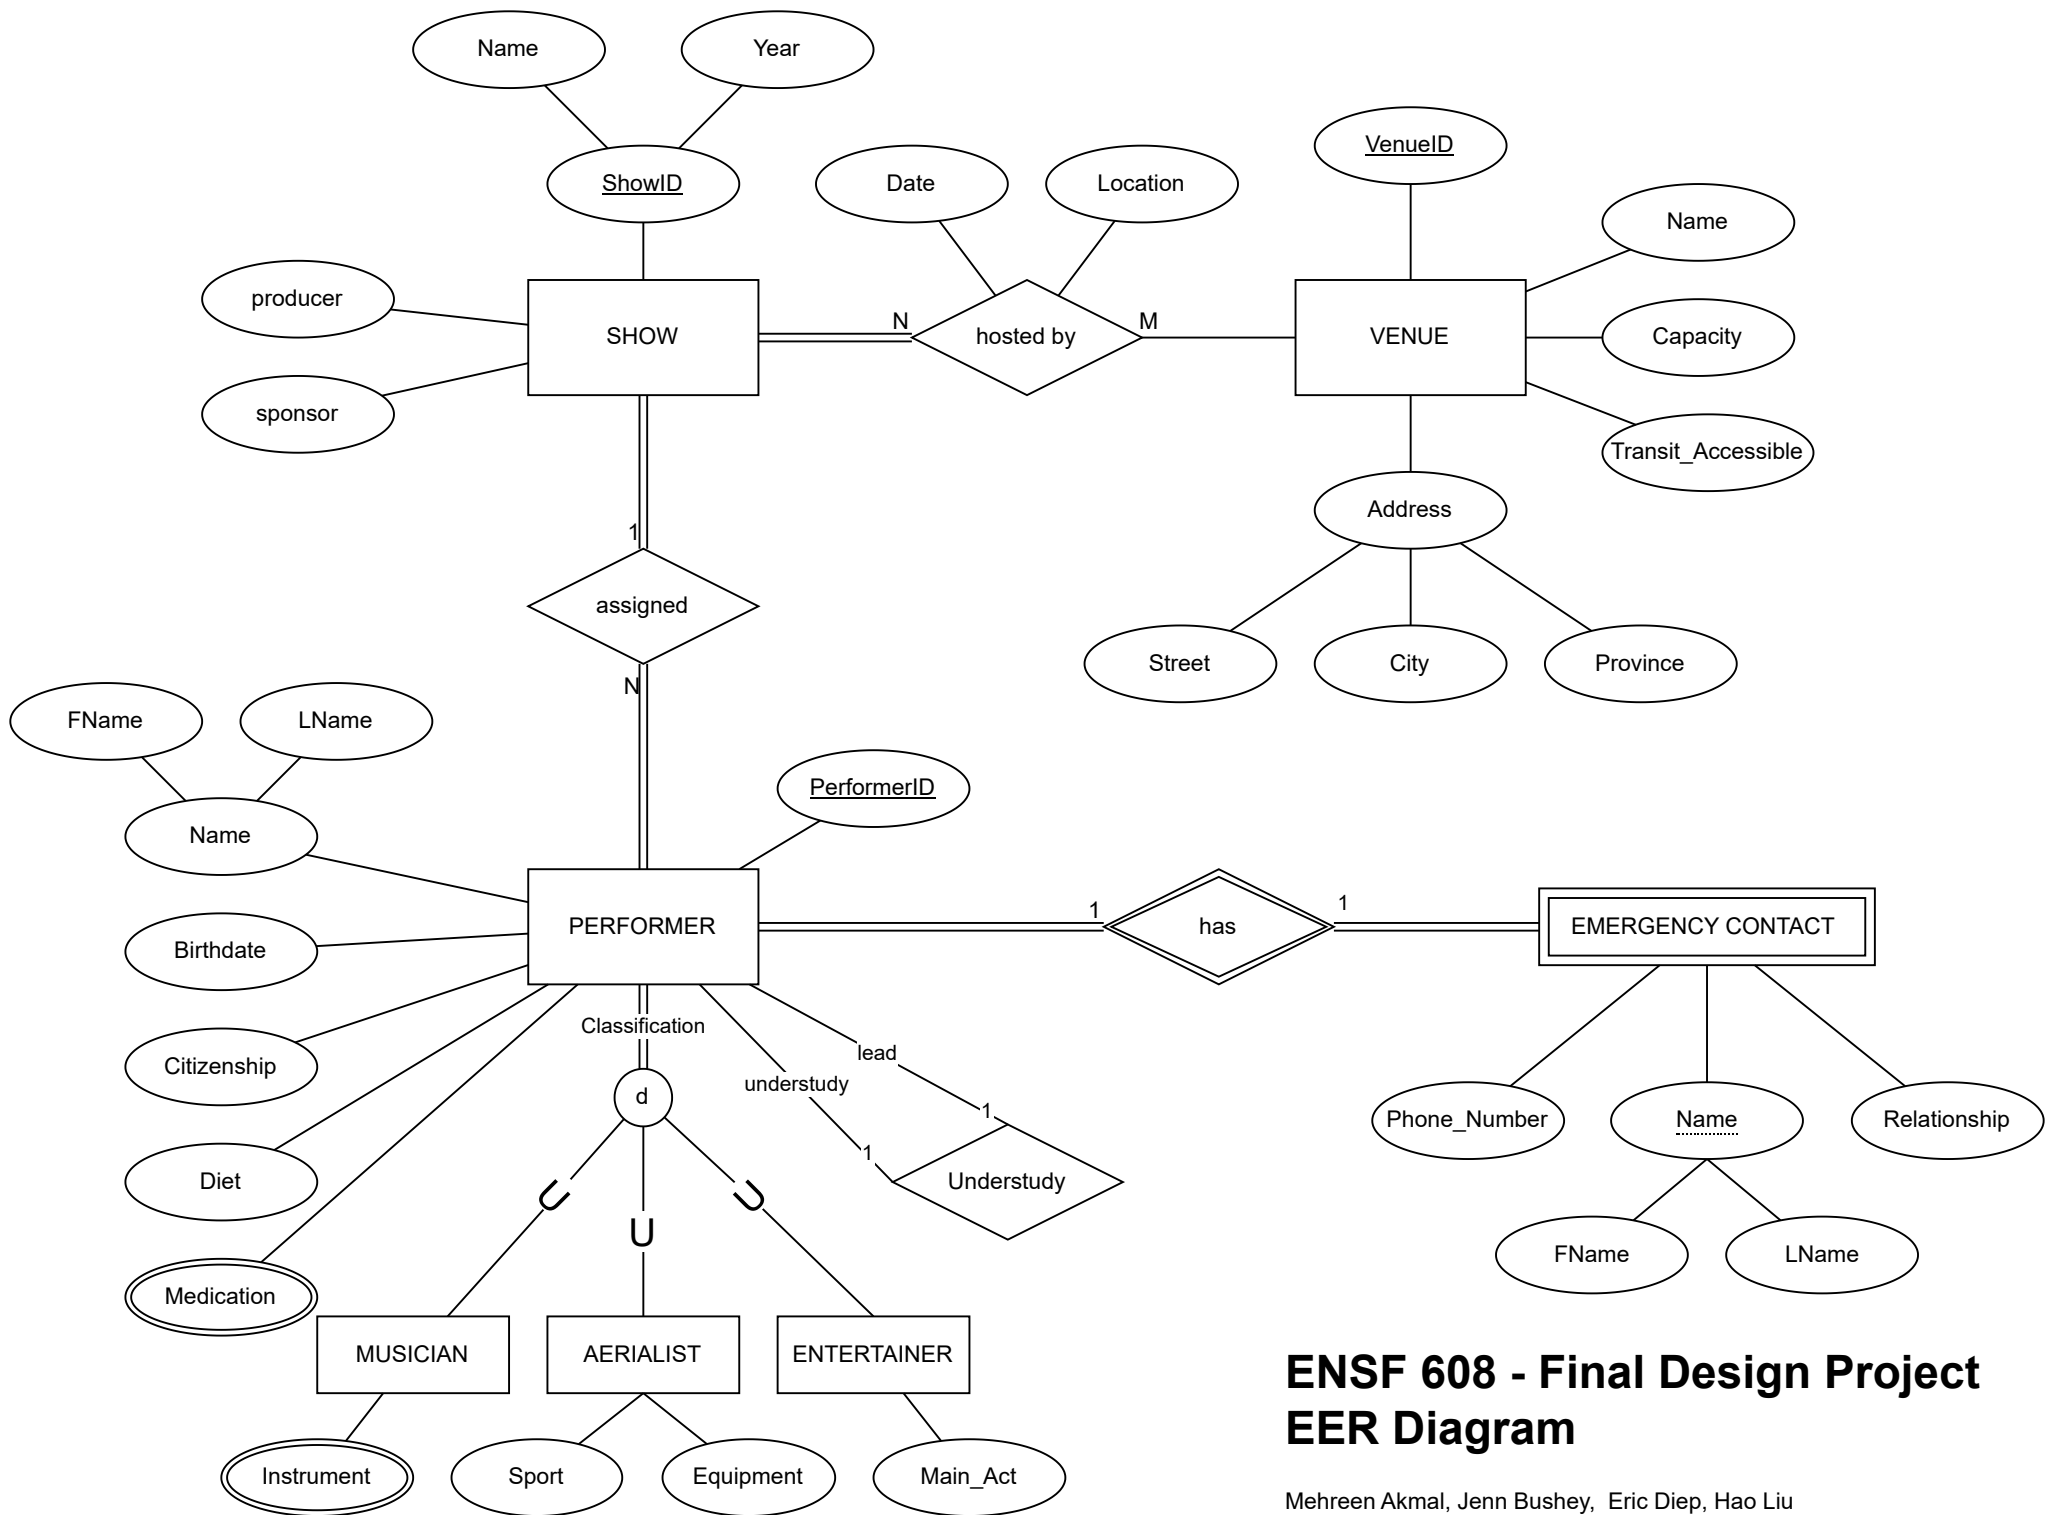 Name
Year
VenueID
ShowID
Date
Location
Name
producer
SHOW
N
hosted by
M
VENUE
Capacity
sponsor
Transit_Accessible
Address
1
assigned
Street
City
Province
N
FName
LName
PerformerID
Name
PERFORMER
1
has
1
EMERGENCY CONTACT
Birthdate
Classification
lead
Citizenship
understudy
d
1
Phone_Number
Name
Relationship
1
Diet
Understudy
U
U
U
FName
LName
Medication
MUSICIAN
AERIALIST
ENTERTAINER
ENSF 608 - Final Design Project
EER Diagram
Instrument
Sport
Equipment
Main_Act
Mehreen Akmal, Jenn Bushey,  Eric Diep, Hao Liu